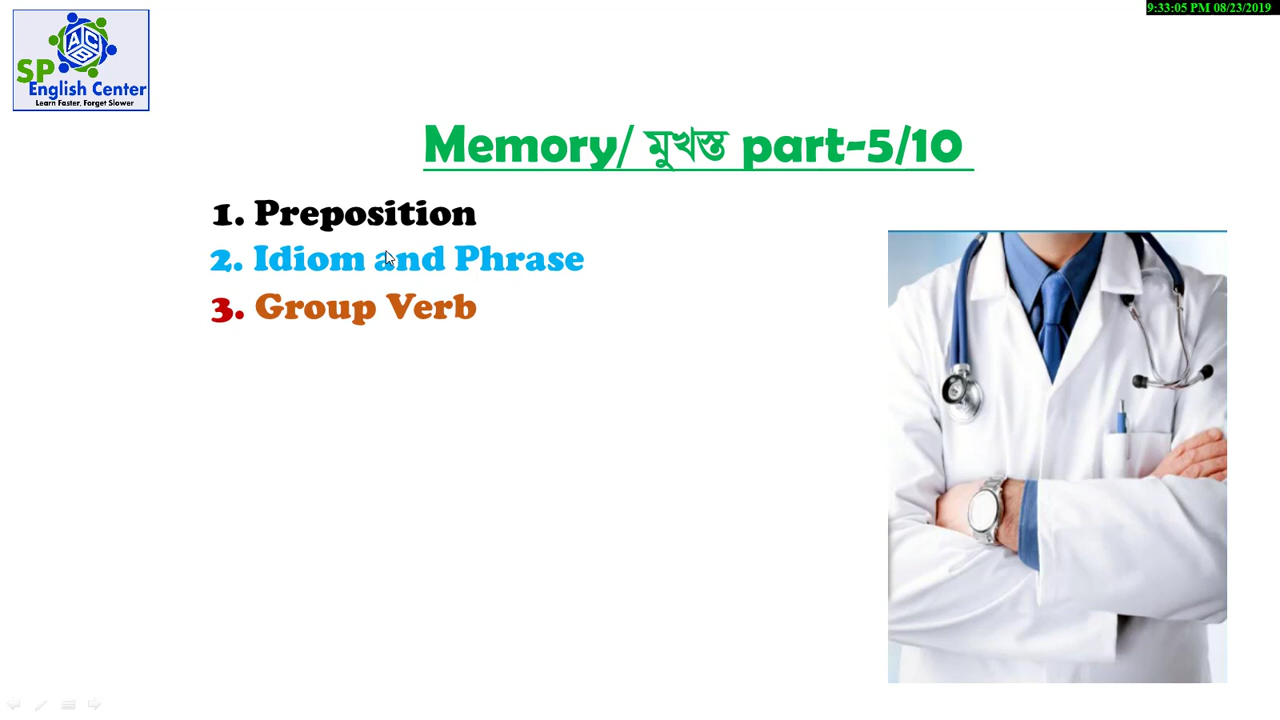 9:33:05 PM 08/23/2019
ABC
SP
English Center
Learn Faster, Forget Slower
Memory/ মুখস্ত part-5/10
1. Preposition
2. Idiom and Phrase
3. Group Verb